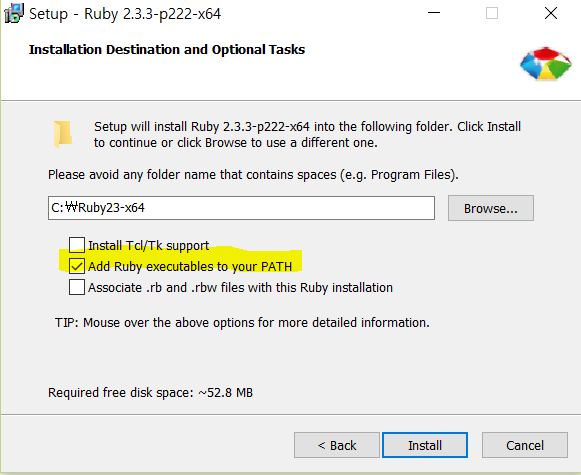 Setup - Ruby 2.3.3-p222-x64
Installation Destination and Optional Tasks
Setup will install Ruby 2.3.3-p222-x64 into the following folder. Click Install
to continue or click Browse to use a different one.
Please avoid any folder name that contains spaces (e.g. Program Files).
C:₩Ruby23-x64
Browse...
Install Tcl/Tk support
Add Ruby executables to your PATH
Associate .rb and .rbw files with this Ruby installation
TIP: Mouse over the above options for more detailed information.
Required free disk space: ~52.8 MB
< Back
Install
Cancel